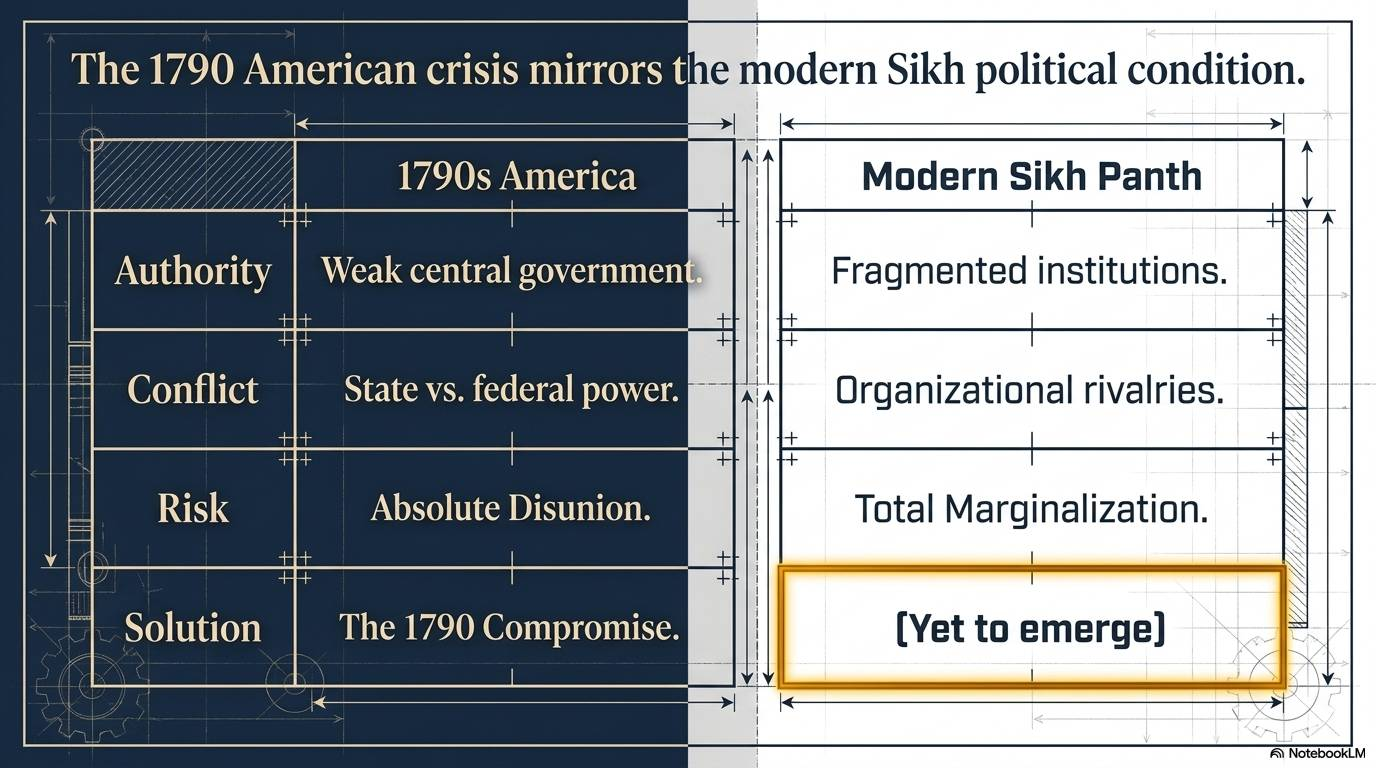 The 1790 American crisis mirrors the modern Sikh political condition.
1790s America
Modern Sikh Panth
Authority
Weak central government.
Fragmented institutions.
Conflict
State vs. federal power.
Organizational rivalries.
Risk
Absolute Disunion.
Total Marginalization.
Solution
The 1790 Compromise.
[Yet to emerge]
NotebookLM